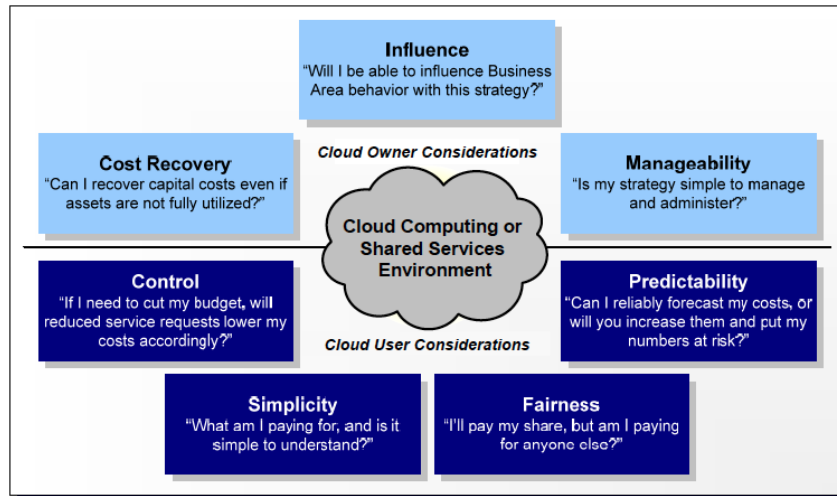 Influence
“Will I be able to influence Business
Area behavior with this strategy?”
Cost Recovery
“Can I recover capital costs even if
assets are not fully utilized?”
Cloud Owner Considerations
Manageability
“Is my strategy simple to manage
and administer?”
Cloud Computing or
Shared Services
Environment
Control
“If I need to cut my budget, will
reduced service requests lower my
costs accordingly?”
Predictability
“Can I reliably forecast my costs, or
will you increase them and put my
numbers at risk?”
Cloud User Considerations
Simplicity
“What am I paying for, and is it
simple to understand?”
Fairness
“I'll pay my share, but am I paying
for anyone else?”